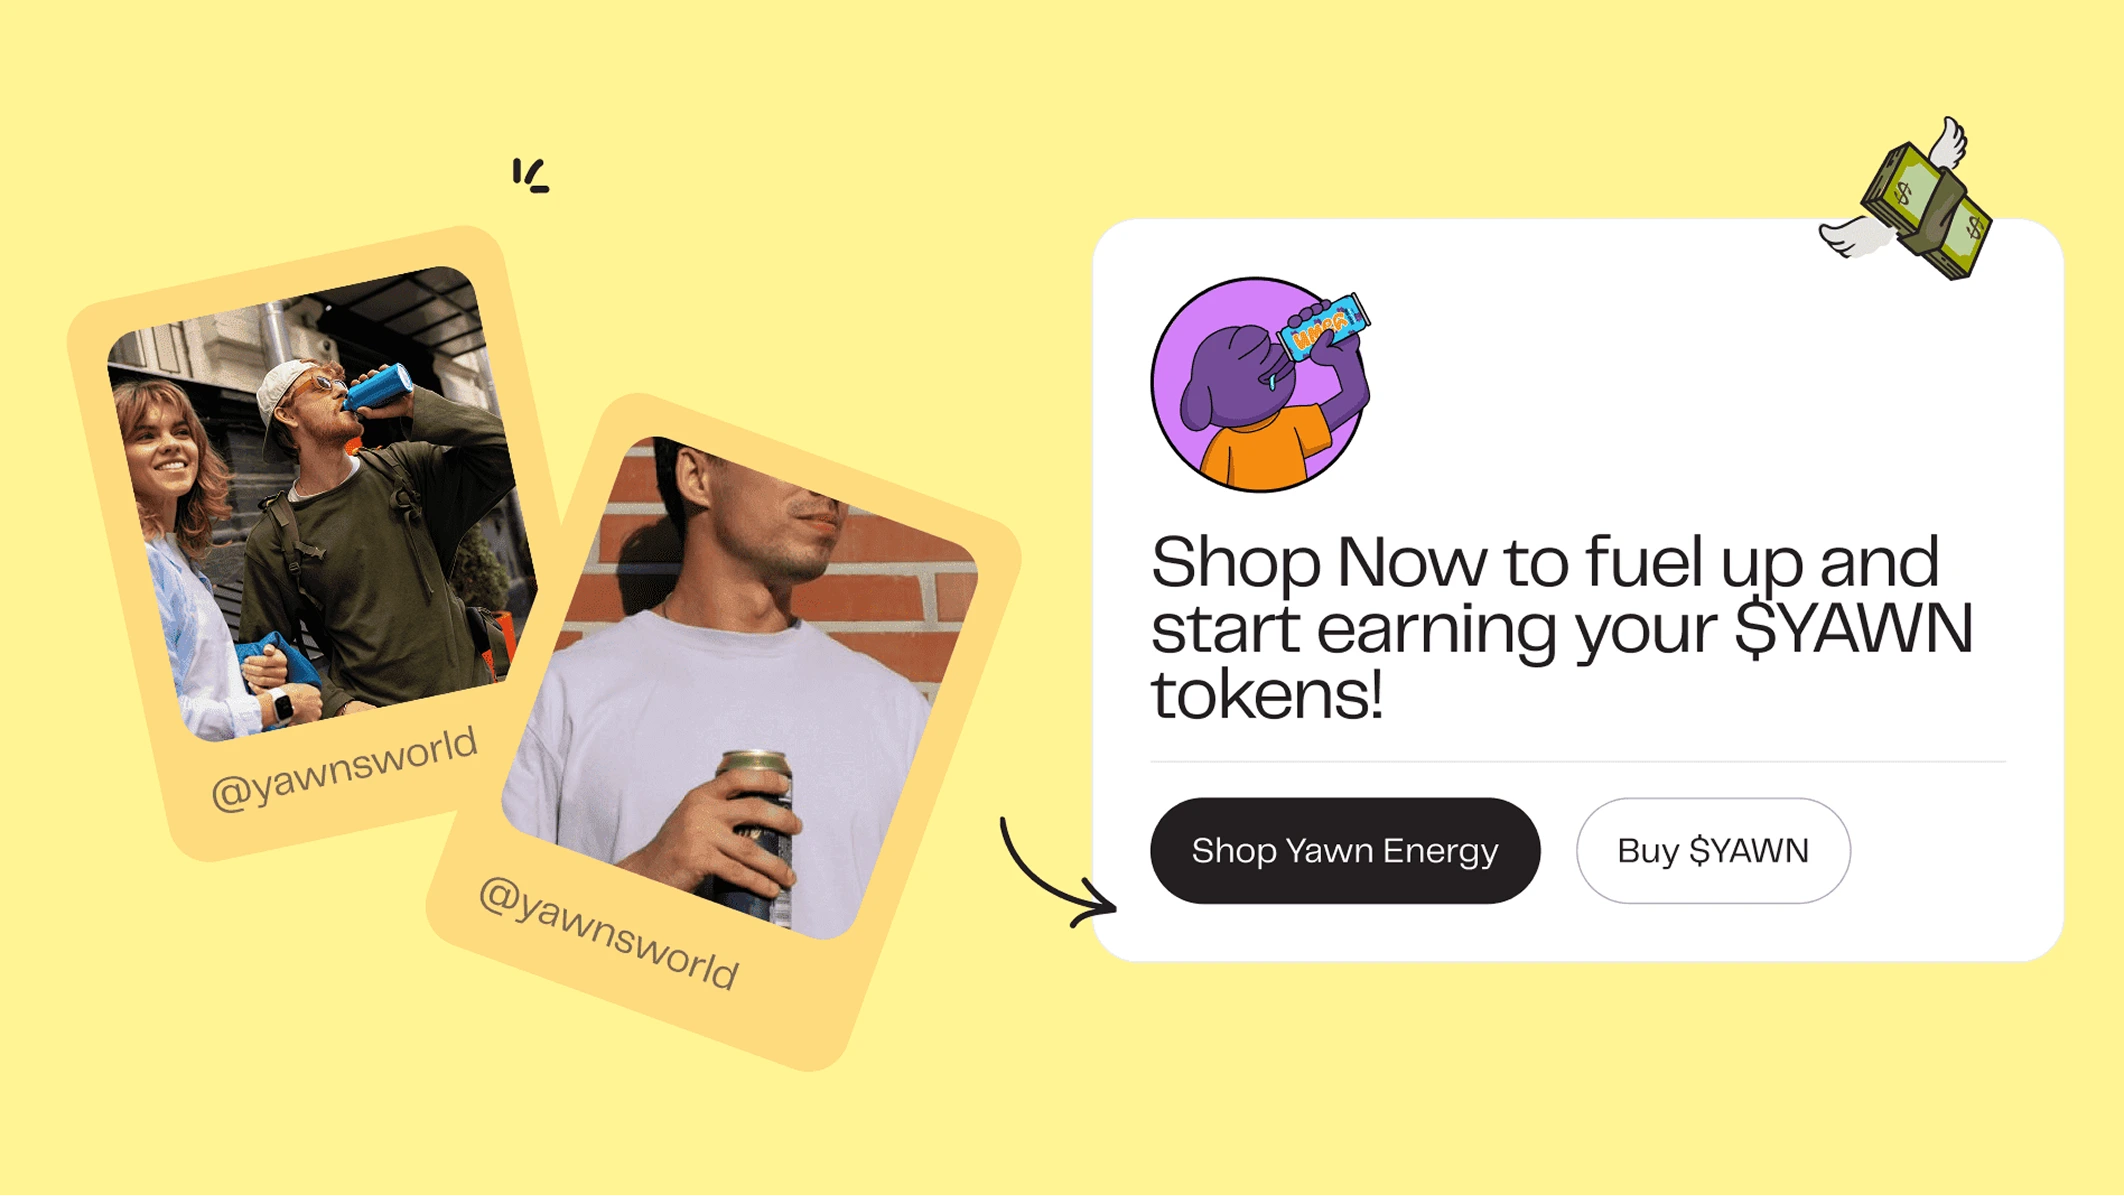 @yawnsworld
@yawnsworld
Shop Now to fuel up and
start earning your $YAWN
tokens!
Shop Yawn Energy
Buy $YAWN